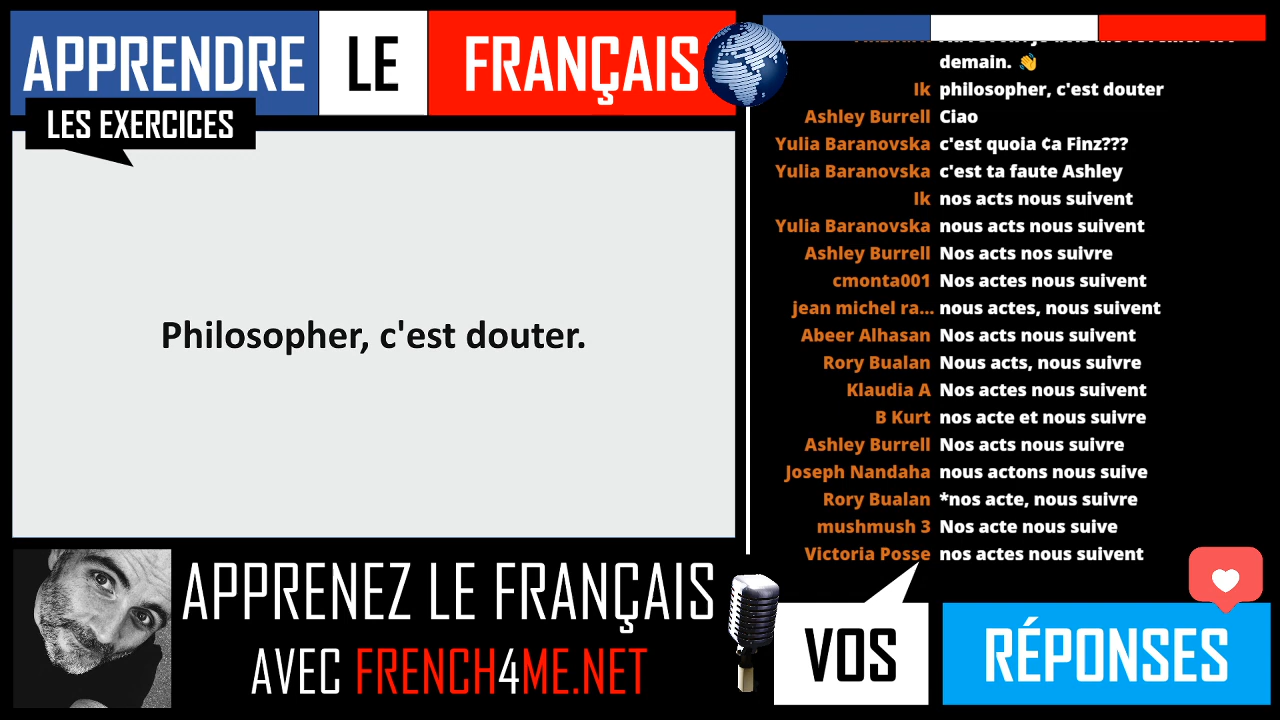 APPRENDRE LE FRANÇAIS
LES EXERCICES
Philosopher, c'est douter.
APPRENEZ LE FRANÇAIS
AVEC FRENCH4ME.NET
demain. 👋
Ik philosopher, c'est douter
Ashley Burrell Ciao
Yulia Baranovska c'est quoia ¢a Finz???
Yulia Baranovska c'est ta faute Ashley
Ik nos acts nous suivent
Yulia Baranovska nous acts nous suivent
Ashley Burrell Nos acts nos suivre
cmonta001 Nos actes nous suivent
jean michel ra... nous actes, nous suivent
Abeer Alhasan Nos acts nous suivent
Rory Bualan Nous acts, nous suivre
Klaudia A Nos actes nous suivent
B Kurt nos acte et nous suivre
Ashley Burrell Nos acts nous suivre
Joseph Nandaha nous actons nous suive
Rory Bualan *nos acte, nous suivre
mushmush 3 Nos acte nous suive
Victoria Posse nos actes nous suivent
VOS RÉPONSES